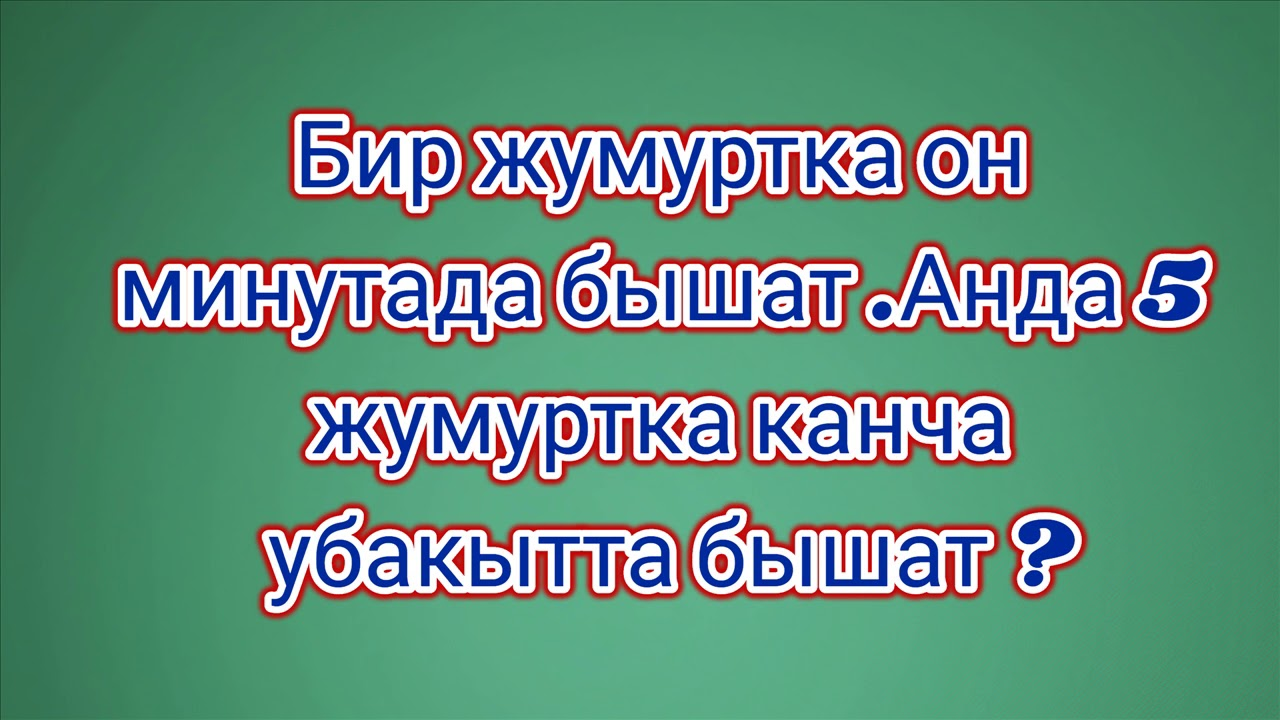 Бир жумуртка он
минутада бышат .Анда 5
жумуртка канча
убакытта бышат ?